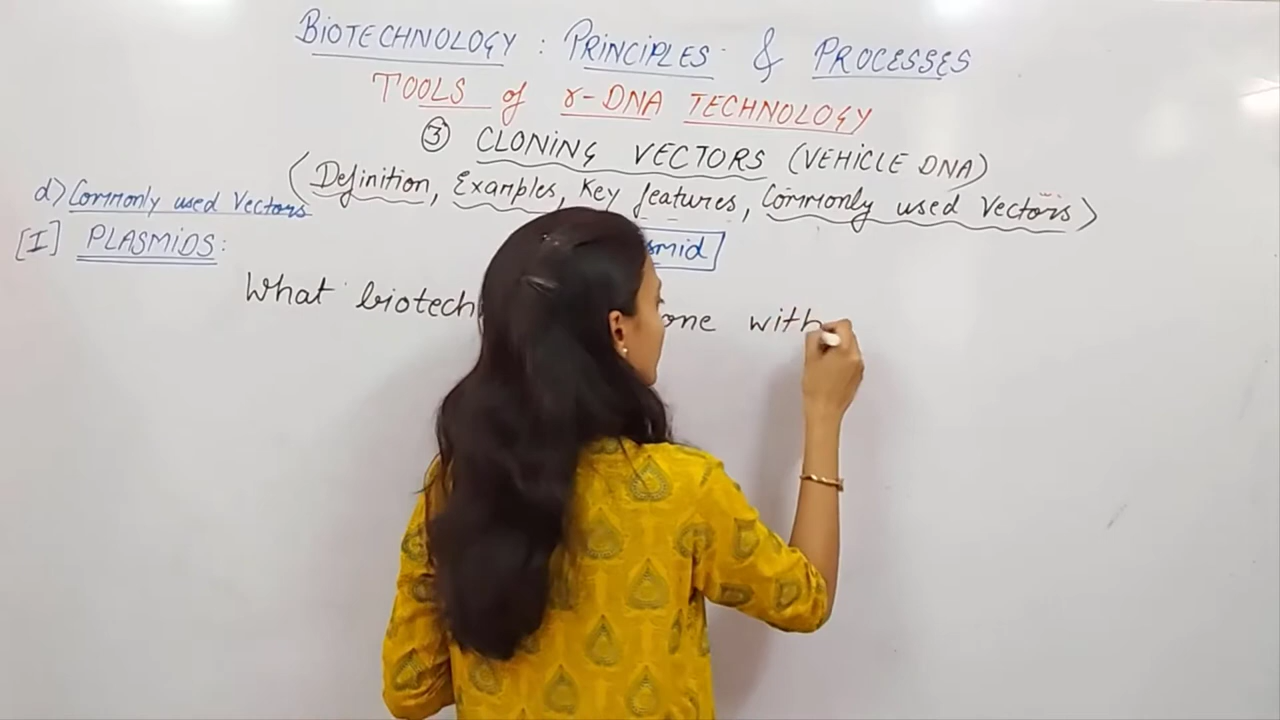 BIOTECHNOLOGY : PRINCIPLES & PROCESSES
TOOLS of r-DNA TECHNOLOGY
③ CLONING VECTORS (VEHICLE DNA)
(Definition, Examples, Key features, Commonly used Vectors)
d) Commonly used Vectors
[I] PLASMIDS:
smid
What biotech one with